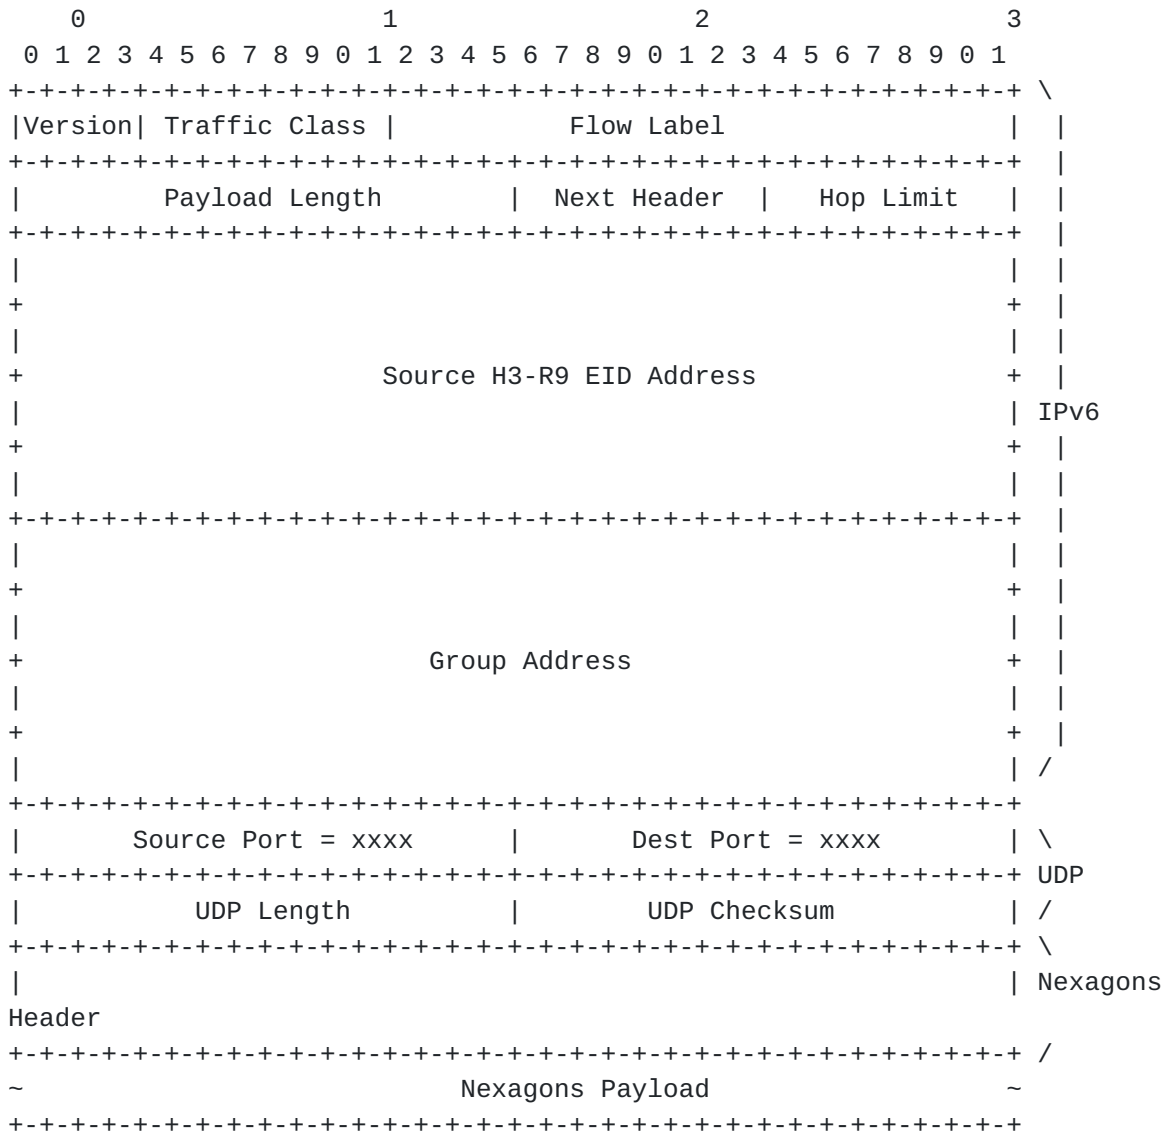 0                   1                   2                   3
 0 1 2 3 4 5 6 7 8 9 0 1 2 3 4 5 6 7 8 9 0 1 2 3 4 5 6 7 8 9 0 1
+-+-+-+-+-+-+-+-+-+-+-+-+-+-+-+-+-+-+-+-+-+-+-+-+-+-+-+-+-+-+-+-+ \
|Version| Traffic Class |           Flow Label                  |  |
+-+-+-+-+-+-+-+-+-+-+-+-+-+-+-+-+-+-+-+-+-+-+-+-+-+-+-+-+-+-+-+-+  |
|         Payload Length        |  Next Header  |   Hop Limit   |  |
+-+-+-+-+-+-+-+-+-+-+-+-+-+-+-+-+-+-+-+-+-+-+-+-+-+-+-+-+-+-+-+-+  |
|                                                               |  |
+                                                               +  |
|                                                               |  |
+                       Source H3-R9 EID Address                +  |
|                                                               | IPv6
+                                                               +  |
|                                                               |  |
+-+-+-+-+-+-+-+-+-+-+-+-+-+-+-+-+-+-+-+-+-+-+-+-+-+-+-+-+-+-+-+-+  |
|                                                               |  |
+                                                               +  |
|                                                               |  |
+                          Group Address                        +  |
|                                                               |  |
+                                                               +  |
|                                                               | /
+-+-+-+-+-+-+-+-+-+-+-+-+-+-+-+-+-+-+-+-+-+-+-+-+-+-+-+-+-+-+-+-+
|       Source Port = xxxx      |       Dest Port = xxxx        | \
+-+-+-+-+-+-+-+-+-+-+-+-+-+-+-+-+-+-+-+-+-+-+-+-+-+-+-+-+-+-+-+-+ UDP
|           UDP Length          |        UDP Checksum           | /
+-+-+-+-+-+-+-+-+-+-+-+-+-+-+-+-+-+-+-+-+-+-+-+-+-+-+-+-+-+-+-+-+ \
|                                                               | Nexagons
Header
+-+-+-+-+-+-+-+-+-+-+-+-+-+-+-+-+-+-+-+-+-+-+-+-+-+-+-+-+-+-+-+-+ /
~                            Nexagons Payload                   ~
+-+-+-+-+-+-+-+-+-+-+-+-+-+-+-+-+-+-+-+-+-+-+-+-+-+-+-+-+-+-+-+-+